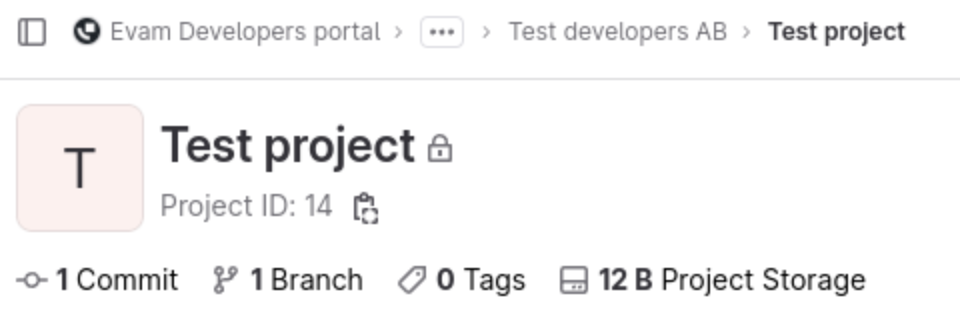 Evam Developers portal > ... > Test developers AB > Test project
T
Test project
Project ID: 14
1 Commit 1 Branch 0 Tags 12 B Project Storage